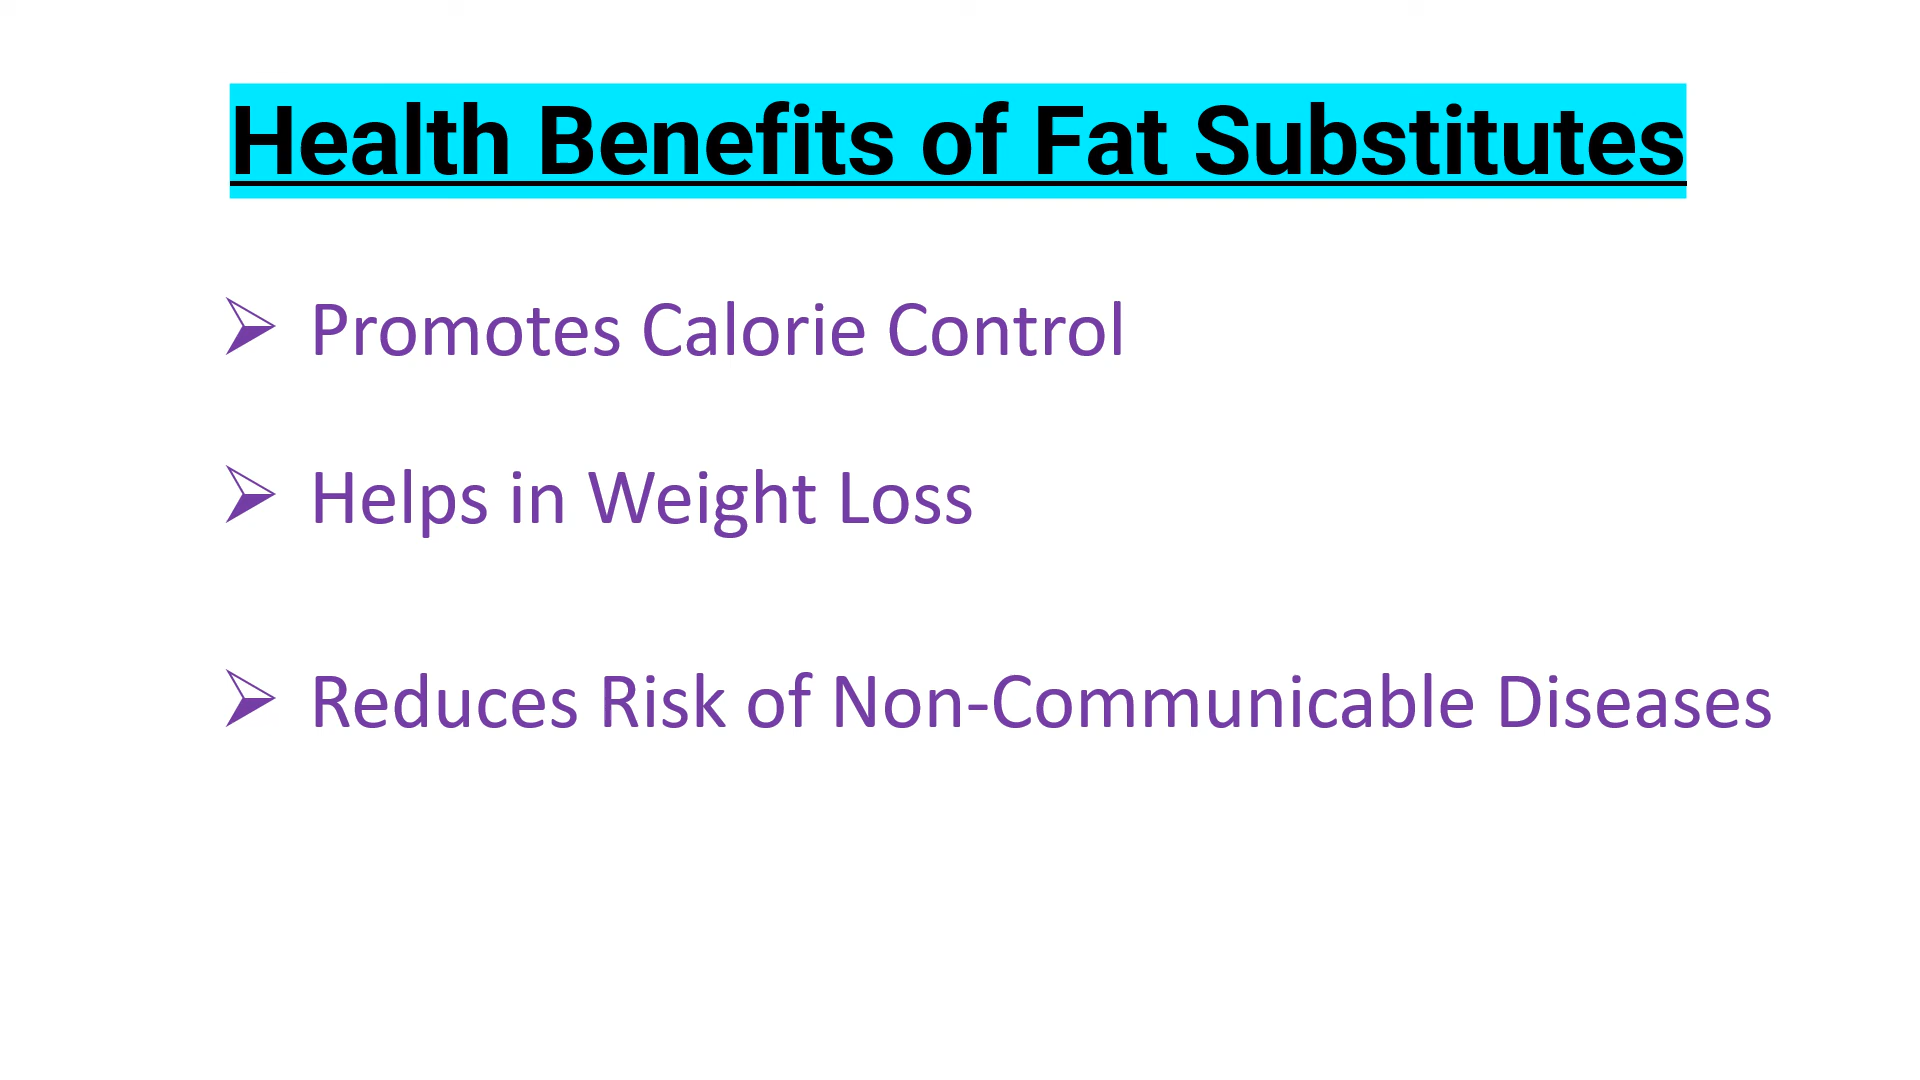 Health Benefits of Fat Substitutes
➢ Promotes Calorie Control
➢ Helps in Weight Loss
➢ Reduces Risk of Non-Communicable Diseases